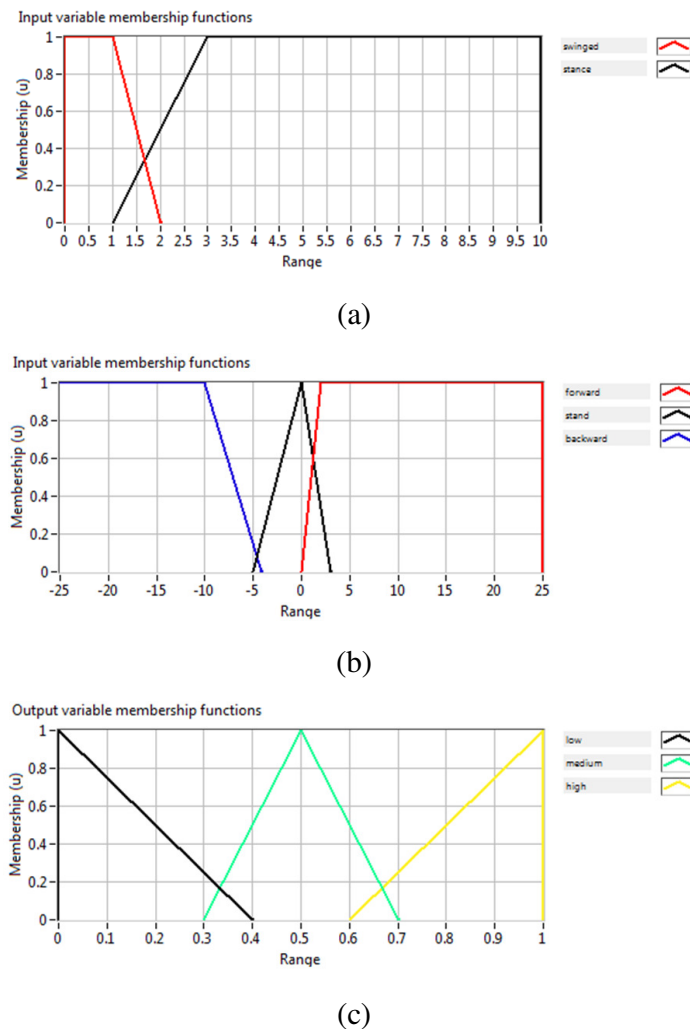 Input variable membership functions
swinged
stance
Membership (u)
1
0.8
0.6
0.4
0.2
0
0 0.5 1 1.5 2 2.5 3 3.5 4 4.5 5 5.5 6 6.5 7 7.5 8 8.5 9 9.5 10
Range
(a)
Input variable membership functions
forward
stand
backward
Membership (u)
1
0.8
0.6
0.4
0.2
0
-25 -20 -15 -10 -5 0 5 10 15 20 25
Range
(b)
Output variable membership functions
low
medium
high
Membership (u)
1
0.8
0.6
0.4
0.2
0
0 0.1 0.2 0.3 0.4 0.5 0.6 0.7 0.8 0.9 1
Range
(c)